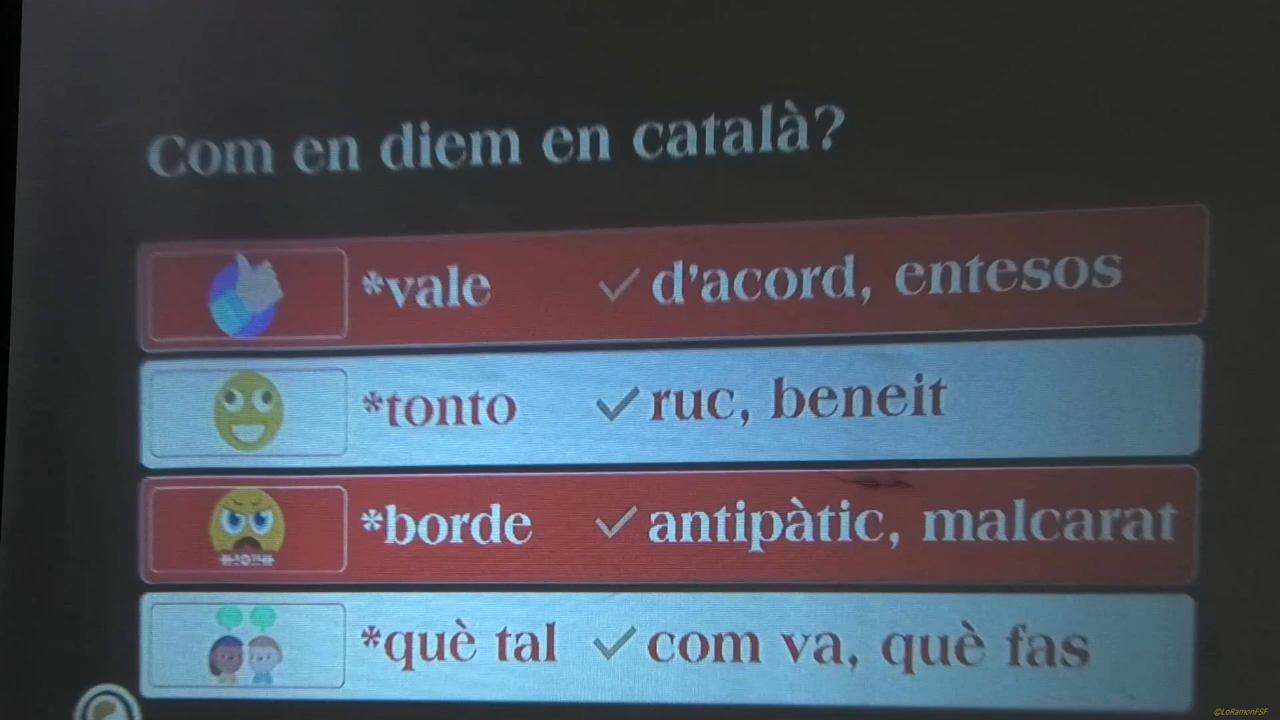 Com en diem en català?
*vale ✓ d'acord, entesos
*tonto ✓ ruc, beneit
*borde ✓ antipàtic, malcarat
*què tal ✓ com va, què fas
©LoRamonFSF